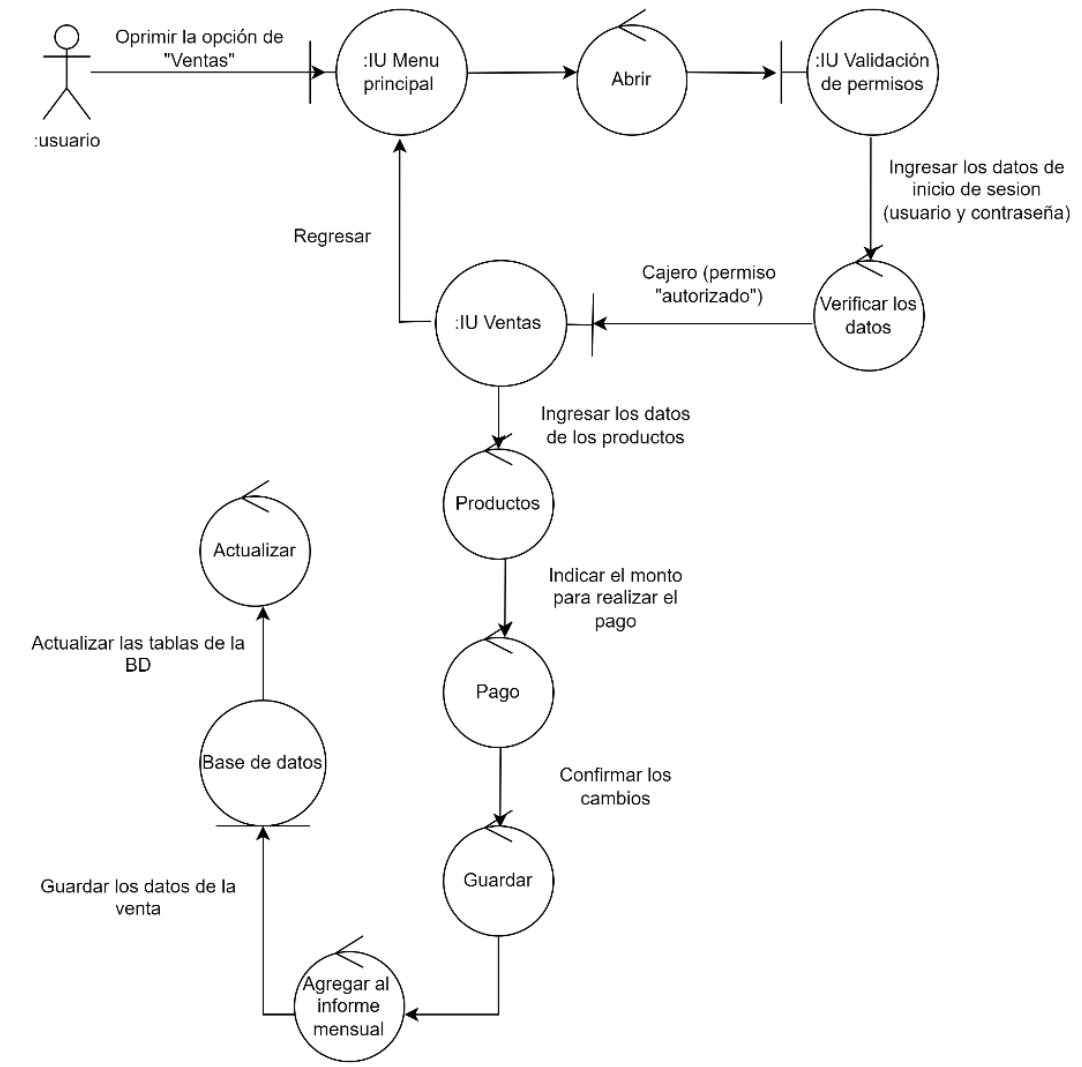 Oprimir la opción de
"Ventas"
:usuario
:IU Menu
principal
Abrir
:IU Validación
de permisos
Ingresar los datos de
inicio de sesion
(usuario y contraseña)
Regresar
Cajero (permiso
"autorizado")
Verificar los
datos
:IU Ventas
Ingresar los datos
de los productos
Productos
Indicar el monto
para realizar el
pago
Pago
Confirmar los
cambios
Guardar
Agregar al
informe
mensual
Guardar los datos de la
venta
Base de datos
Actualizar las tablas de la
BD
Actualizar